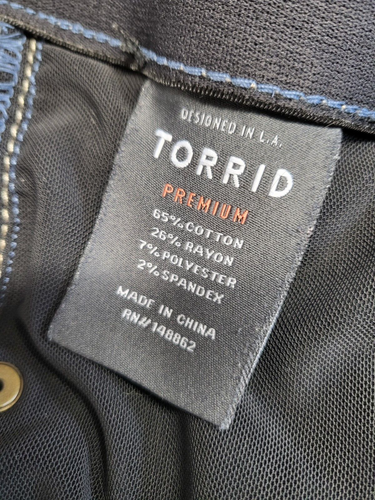 DESIGNED IN L.A.
TORRID
PREMIUM
65% COTTON
26% RAYON
7% POLYESTER
2% SPANDEX
MADE IN CHINA
RN# 148862